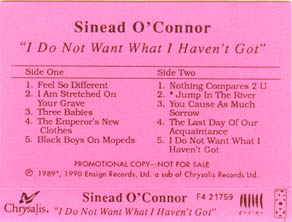 Sinead O'Connor
"I Do Not Want What I Haven't Got"
Side One
1. Feel So Different
2. I Am Stretched On
Your Grave
3. Three Babies
4. The Emperor's New
Clothes
5. Black Boys On Mopeds
Side Two
1. Nothing Compares 2 U
2. *Jump In The River
3. You Cause As Much
Sorrow
4. The Last Day Of Our
Acquaintance
5. I Do Not Want What I
Haven't Got
PROMOTIONAL COPY—NOT FOR SALE
℗ 1989*, 1990 Ensign Records, Ltd. a sub of Chrysalis Records Ltd.
Chrysalis.
Sinead O'Connor F4 21759
"I Do Not Want What I Haven't Got"